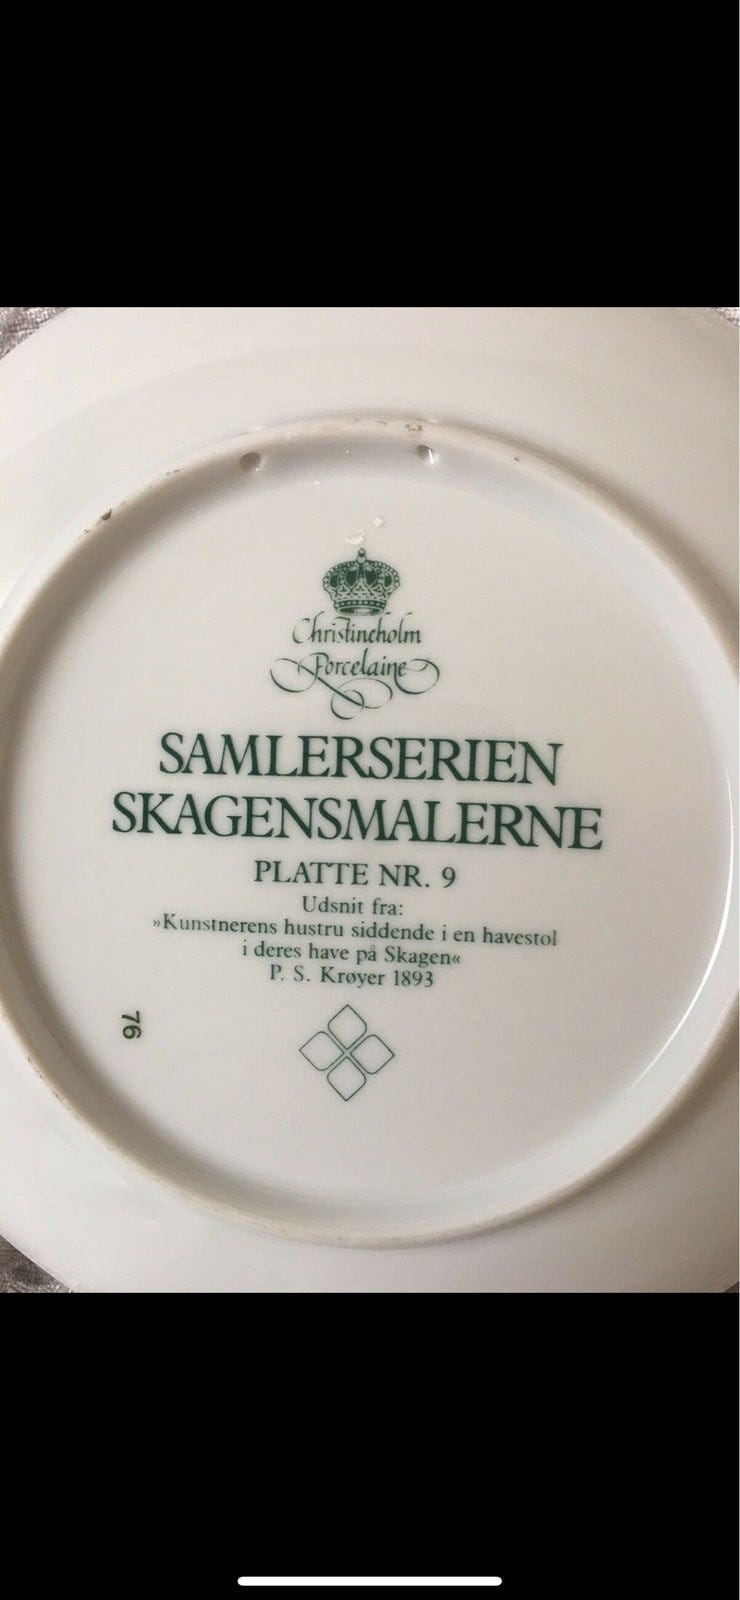 Christineholm
Porcelaine
SAMLERSERIEN
SKAGENSMALERNE
PLATTE NR. 9
Udsnit fra:
»Kunstnerens hustru siddende i en havestol
i deres have på Skagen«
P. S. Krøyer 1893
76